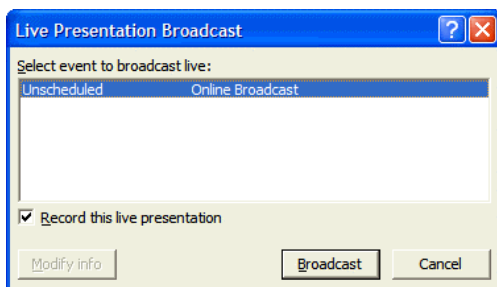 Live Presentation Broadcast
Select event to broadcast live:
Unscheduled Online Broadcast
Record this live presentation
Modify info Broadcast Cancel